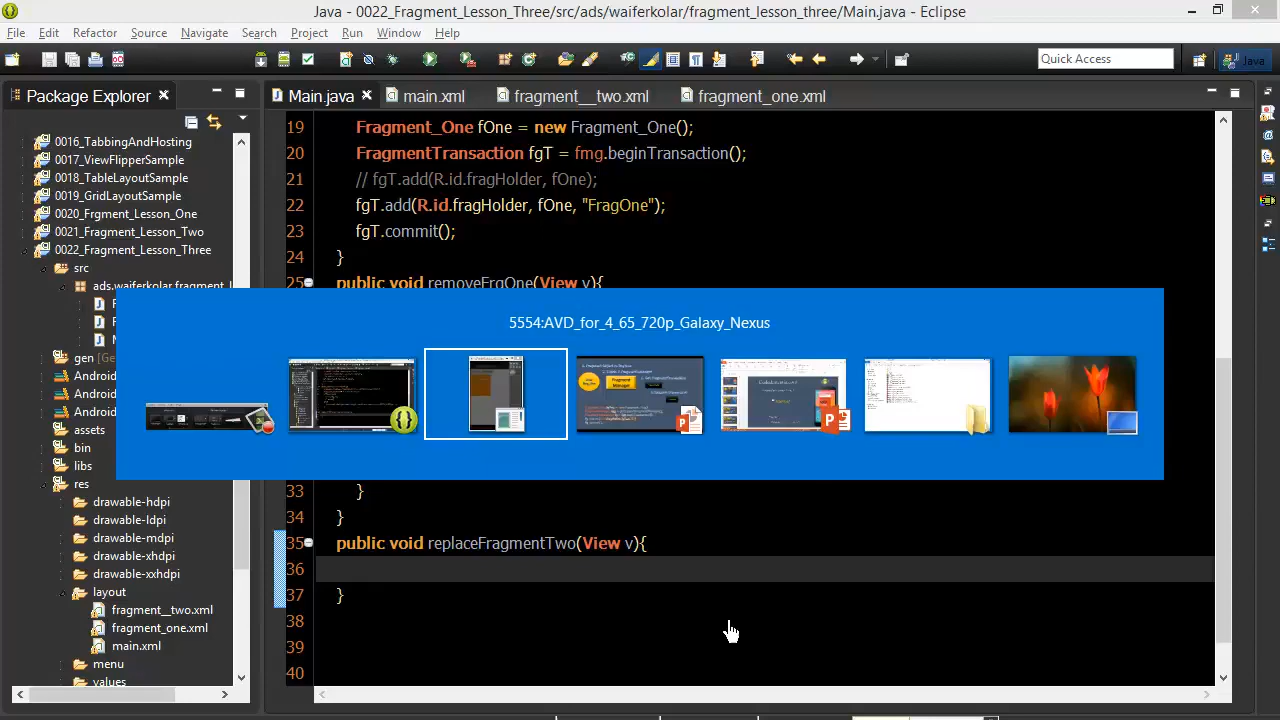 Java - 0022_Fragment_Lesson_Three/src/ads/waiferkolar/fragment_lesson_three/Main.java - Eclipse
File Edit Refactor Source Navigate Search Project Run Window Help
Quick Access
Java
Package Explorer
Main.java
main.xml
fragment__two.xml
fragment_one.xml
0016_TabbingAndHosting
0017_ViewFlipperSample
0018_TableLayoutSample
0019_GridLayoutSample
0020_Frgment_Lesson_One
0021_Fragment_Lesson_Two
0022_Fragment_Lesson_Three
src
ads.waiferkolar.fragment_l
gen [Ge
Android
Android
Android
assets
bin
libs
res
drawable-hdpi
drawable-ldpi
drawable-mdpi
drawable-xhdpi
drawable-xxhdpi
layout
fragment__two.xml
fragment_one.xml
main.xml
menu
values
19 Fragment_One fOne = new Fragment_One();
20 FragmentTransaction fgT = fmg.beginTransaction();
21 // fgT.add(R.id.fragHolder, fOne);
22 fgT.add(R.id.fragHolder, fOne, "FragOne");
23 fgT.commit();
24 }
25 public void removeFrgOne(View v){
5554:AVD_for_4_65_720p_Galaxy_Nexus
33 }
34 }
35 public void replaceFragmentTwo(View v){
36
37 }
38
39
40